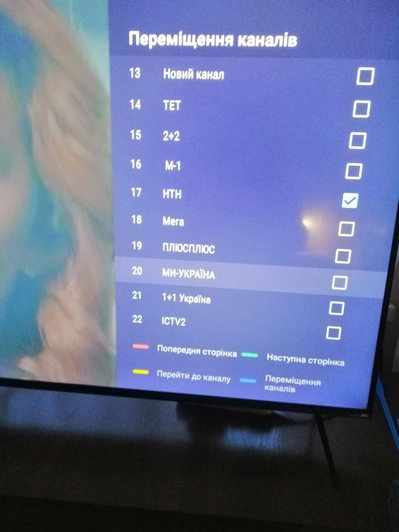 Переміщення каналів
13 Новий канал
14 ТЕТ
15 2+2
16 М-1
17 НТН
18 Мега
19 ПЛЮСПЛЮС
20 МИ-УКРАЇНА
21 1+1 Україна
22 ICTV2
Попередня сторінка Наступна сторінка
Перейти до каналу Переміщення
каналів